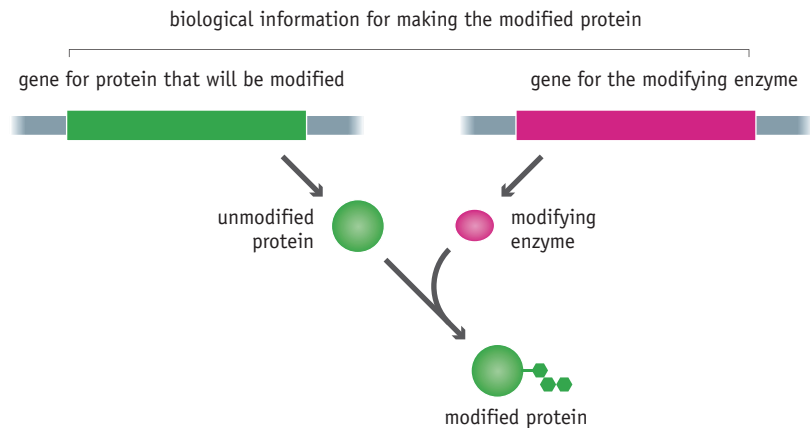 biological information for making the modified protein
gene for protein that will be modified
gene for the modifying enzyme
unmodified
protein
modifying
enzyme
modified protein